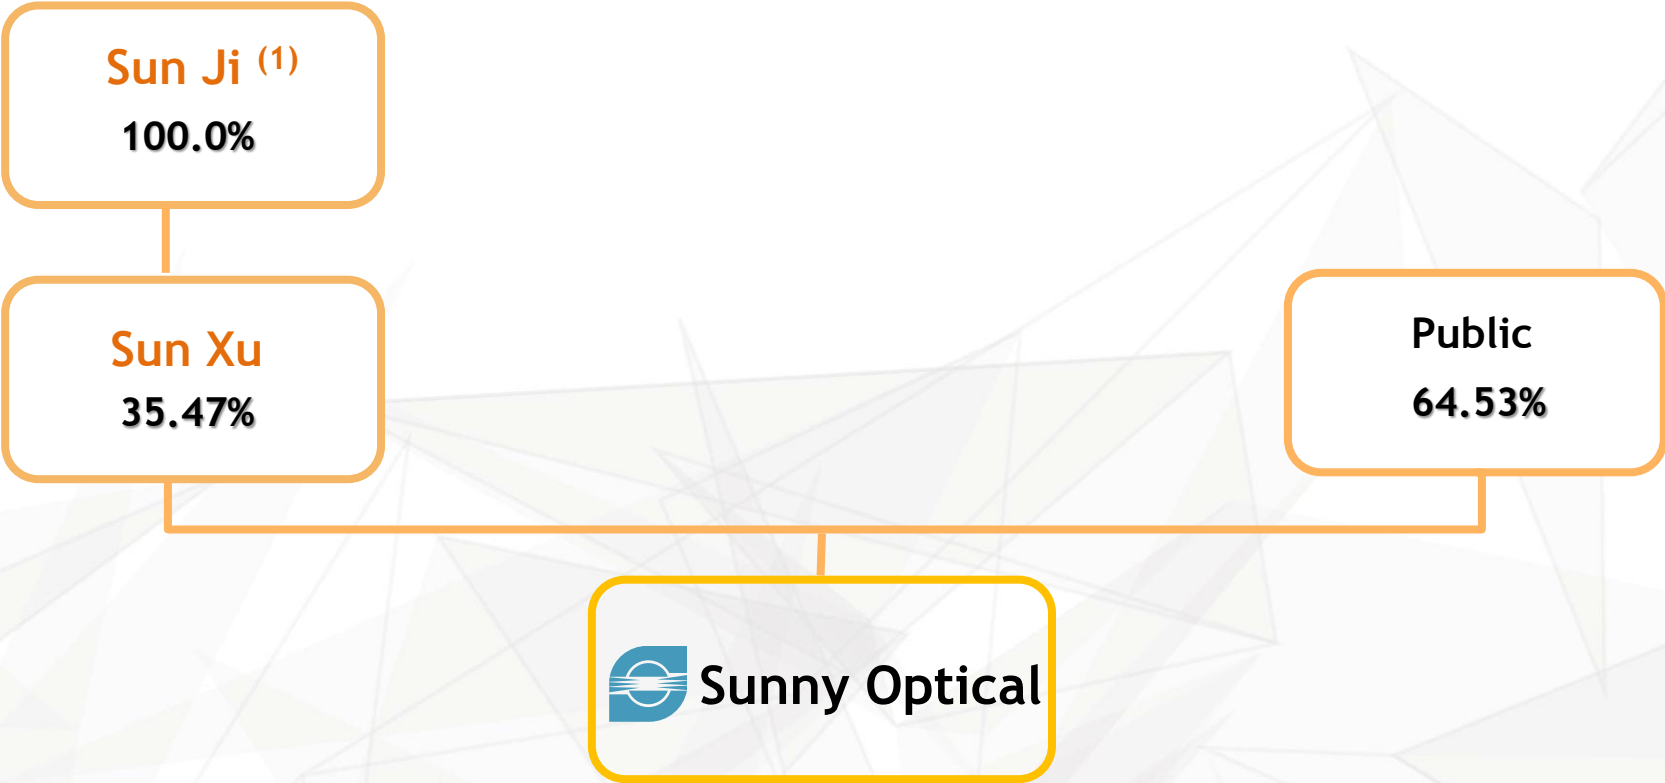 Sun Ji (1)
100.0%
Sun Xu
35.47%
Public
64.53%
Sunny Optical